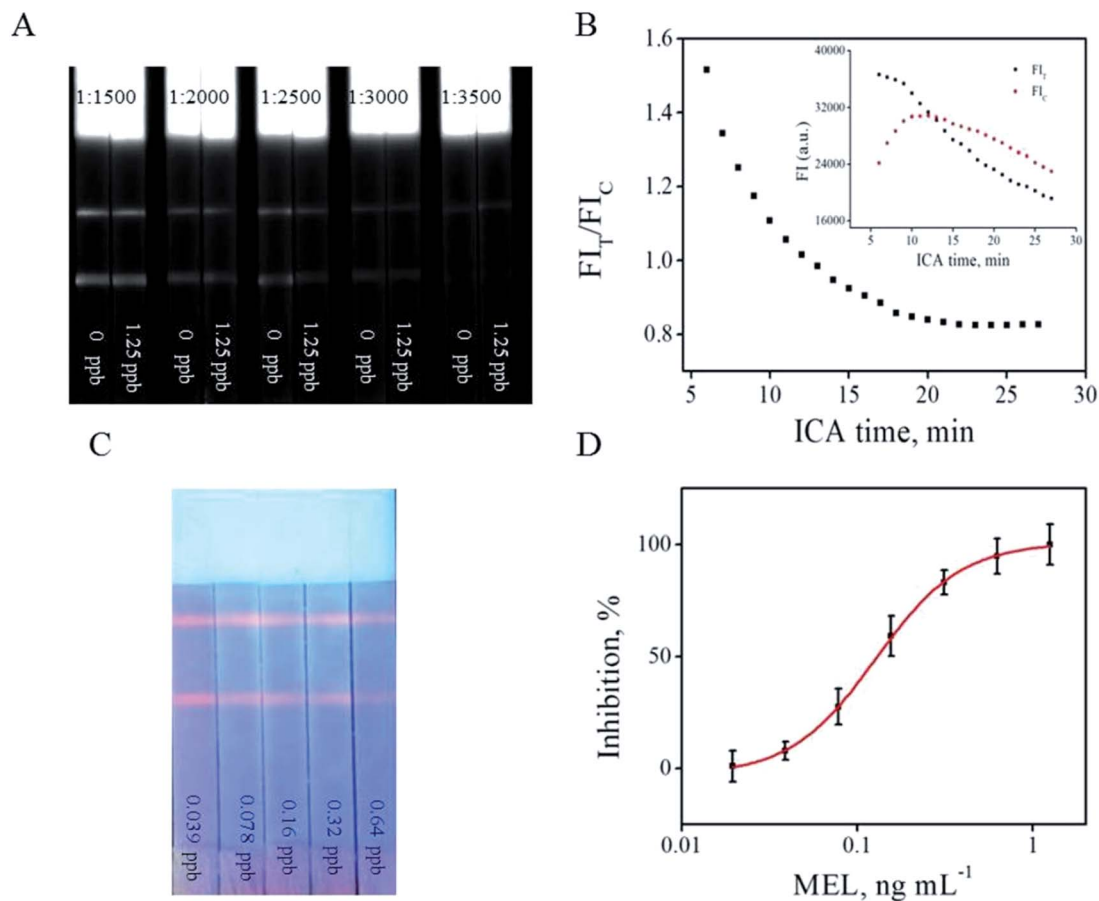 A
1:1500 1:2000 1:2500 1:3000 1:3500
0 ppb 1.25 ppb 0 ppb 1.25 ppb 0 ppb 1.25 ppb 0 ppb 1.25 ppb 0 ppb 1.25 ppb
B
1.6
1.4
1.2
1.0
0.8
FI_T/FI_C
5 10 15 20 25 30
ICA time, min
40000
32000
24000
16000
FI (a.u.)
FI_T
FI_C
5 10 15 20 25 30
ICA time, min
C
0.039 ppb 0.078 ppb 0.16 ppb 0.32 ppb 0.64 ppb
D
100
50
0
Inhibition, %
0.01 0.1 1
MEL, ng mL⁻¹